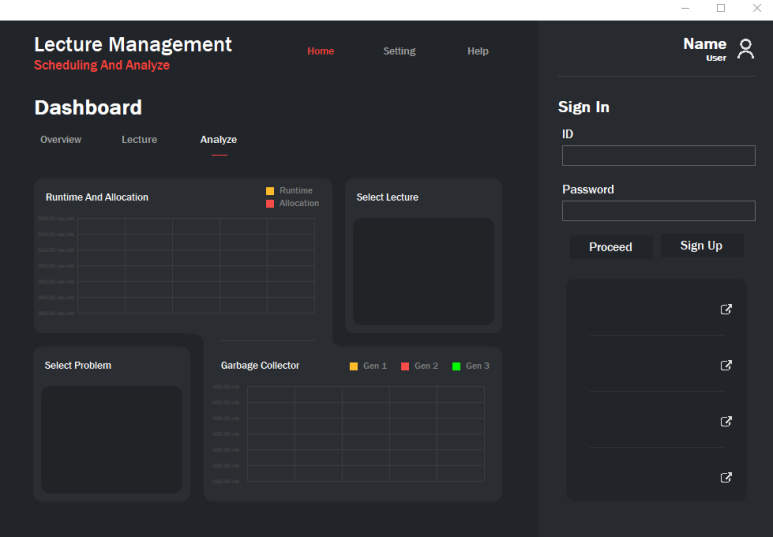 Lecture Management
Scheduling And Analyze
Home
Setting
Help
Name
User
Dashboard
Overview
Lecture
Analyze
Sign In
ID
Password
Proceed
Sign Up
Runtime And Allocation
Runtime
Allocation
Select Lecture
Select Problem
Garbage Collector
Gen 1
Gen 2
Gen 3